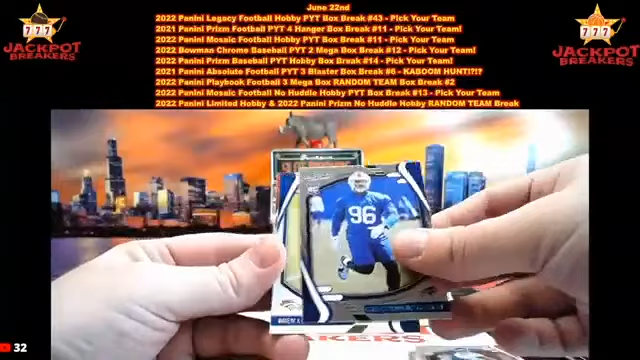 June 22nd
2022 Panini Legacy Football Hobby PYT Box Break #43 - Pick Your Team
2021 Panini Prizm Football PYT 4 Hanger Box Break #11 - Pick Your Team!
2022 Panini Mosaic Football Hobby PYT Box Break #11 - Pick Your Team
2022 Bowman Chrome Baseball PYT 2 Mega Box Break #12 - Pick Your Team!
2022 Panini Prizm Baseball PYT Hobby Box Break #14 - Pick Your Team!
2021 Panini Absolute Football PYT 3 Blaster Box Break #6 - KABOOM HUNT!?!?
2022 Panini Playbook Football 3 Mega Box RANDOM TEAM Box Break #2
2022 Panini Mosaic Football No Huddle Hobby PYT Box Break #13 - Pick Your Team
2022 Panini Limited Hobby & 2022 Panini Prizm No Huddle Hobby RANDOM TEAM Break
777
JACKPOT
BREAKERS
777
JACKPOT
BREAKERS
96
32